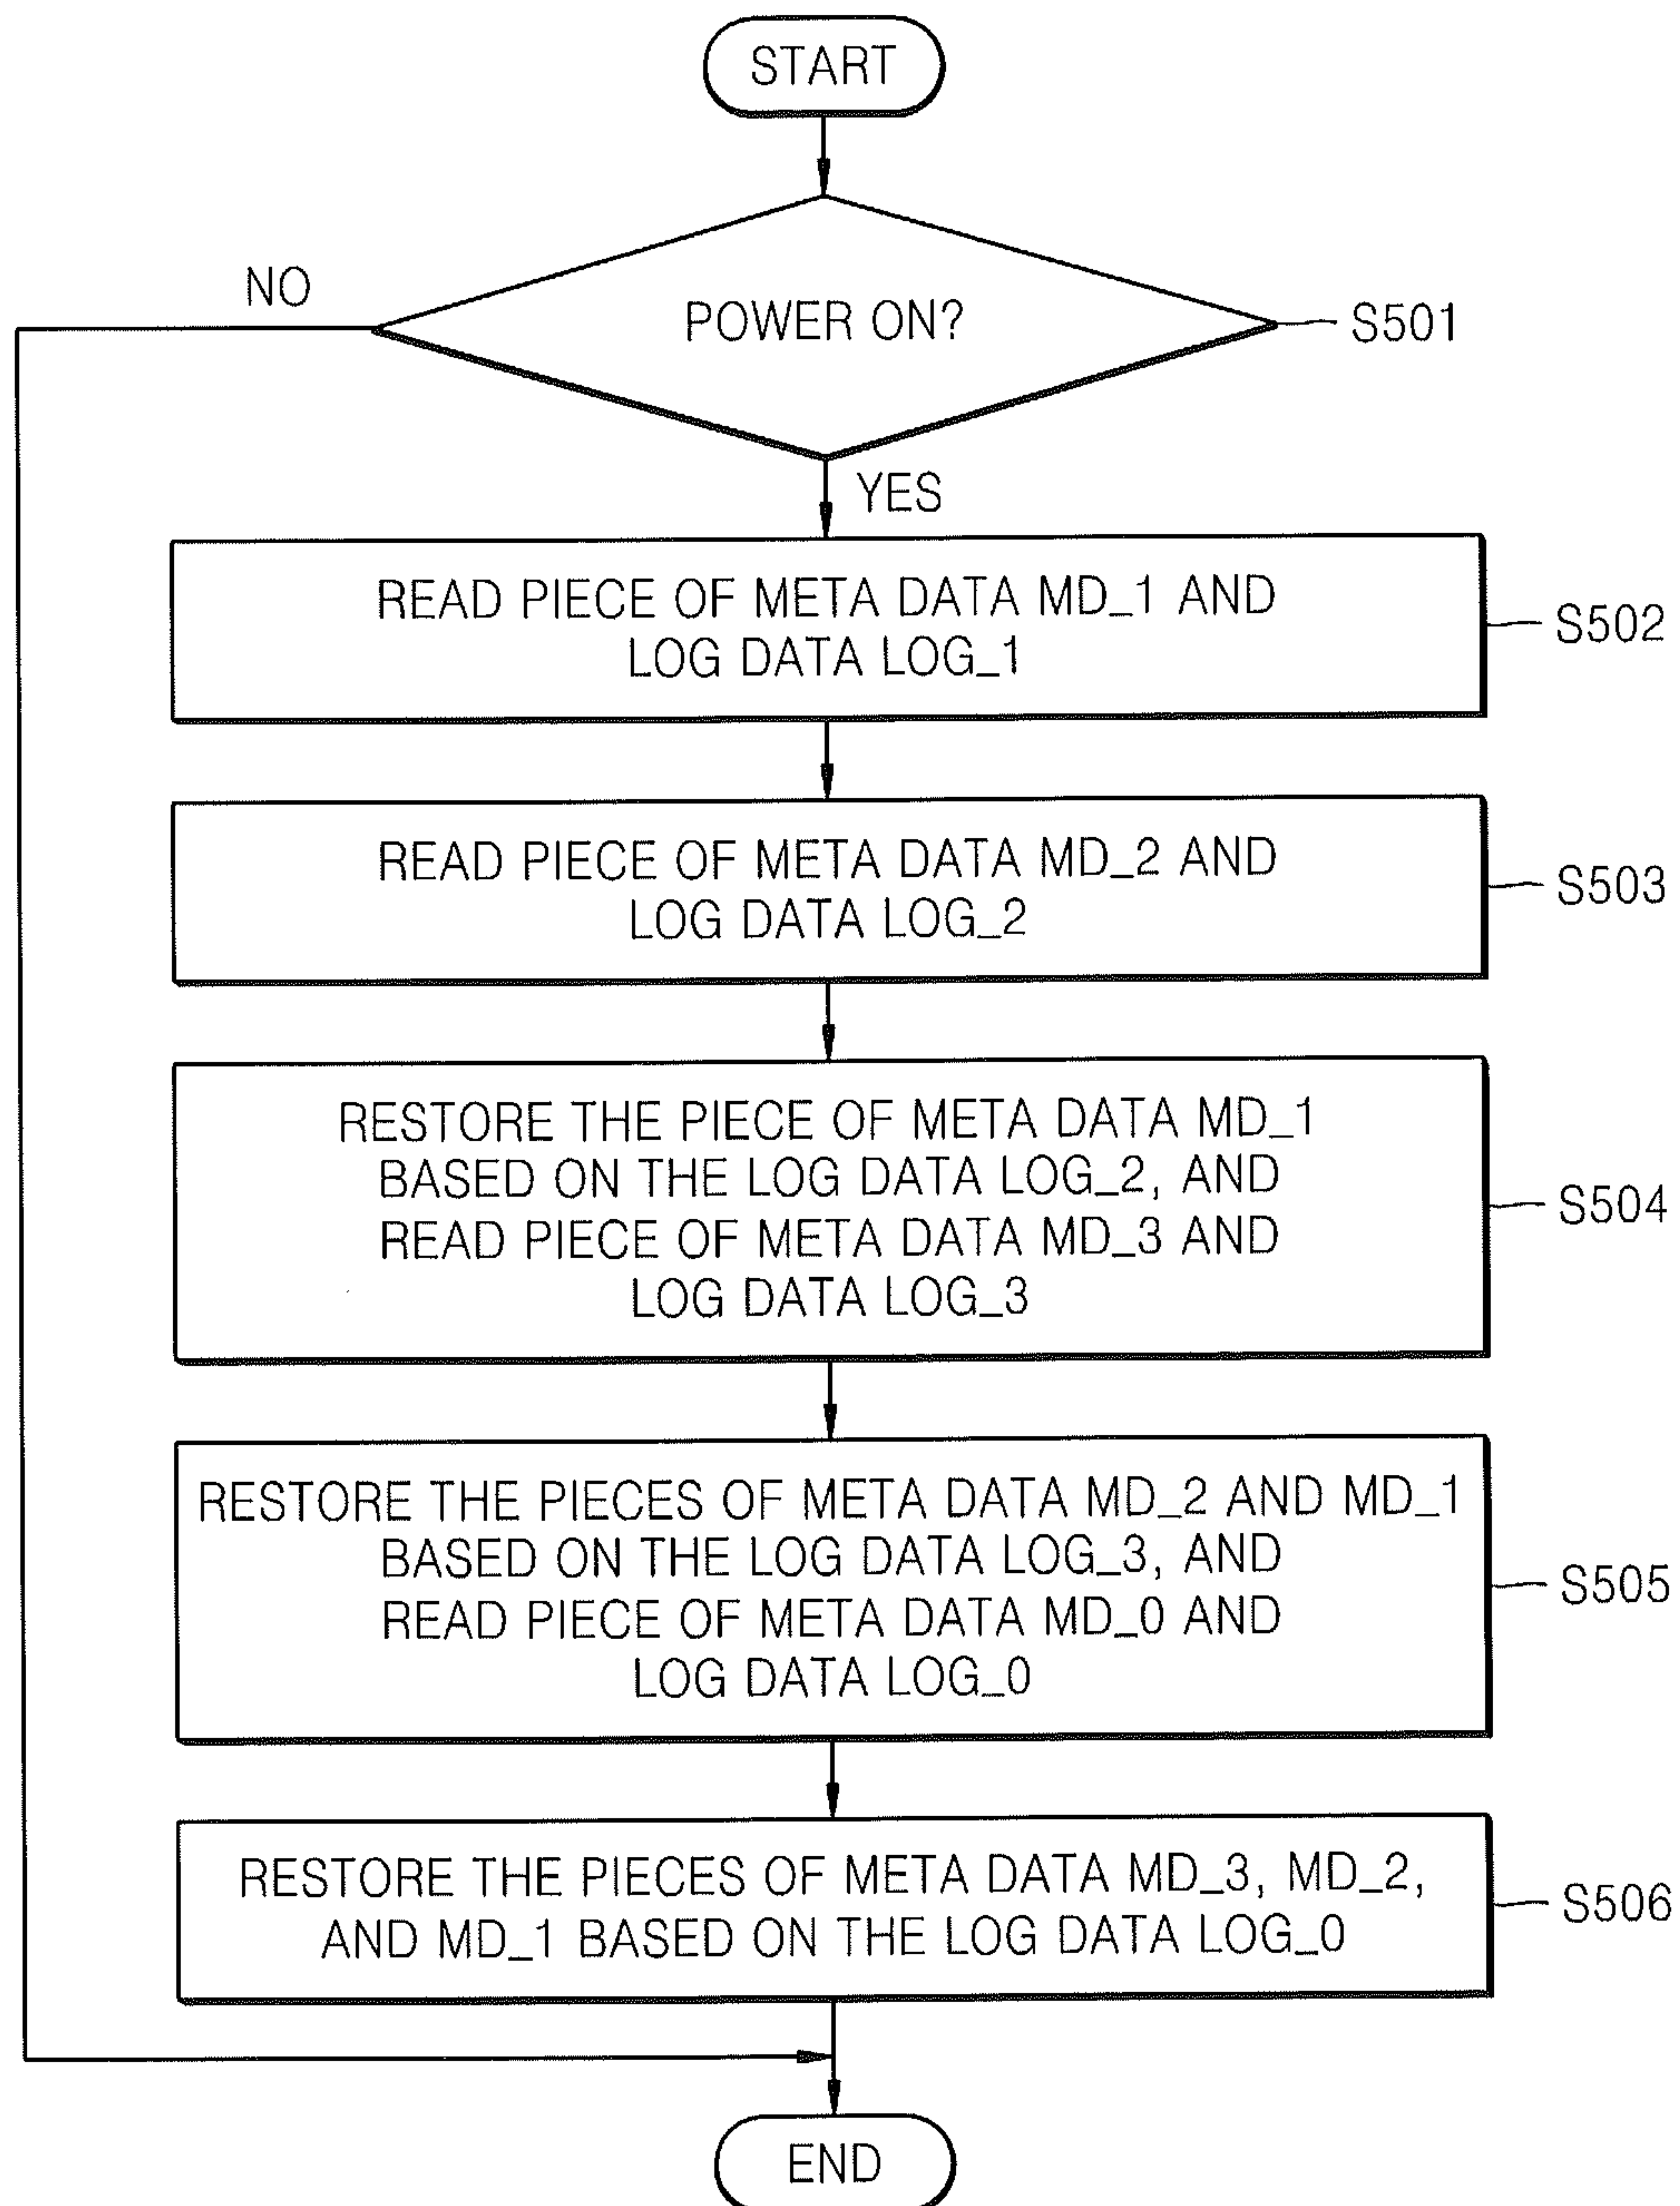 START
NO
POWER ON?
S501
YES
READ PIECE OF META DATA MD_1 AND
LOG DATA LOG_1
S502
READ PIECE OF META DATA MD_2 AND
LOG DATA LOG_2
S503
RESTORE THE PIECE OF META DATA MD_1
BASED ON THE LOG DATA LOG_2, AND
READ PIECE OF META DATA MD_3 AND
LOG DATA LOG_3
S504
RESTORE THE PIECES OF META DATA MD_2 AND MD_1
BASED ON THE LOG DATA LOG_3, AND
READ PIECE OF META DATA MD_0 AND
LOG DATA LOG_0
S505
RESTORE THE PIECES OF META DATA MD_3, MD_2,
AND MD_1 BASED ON THE LOG DATA LOG_0
S506
END